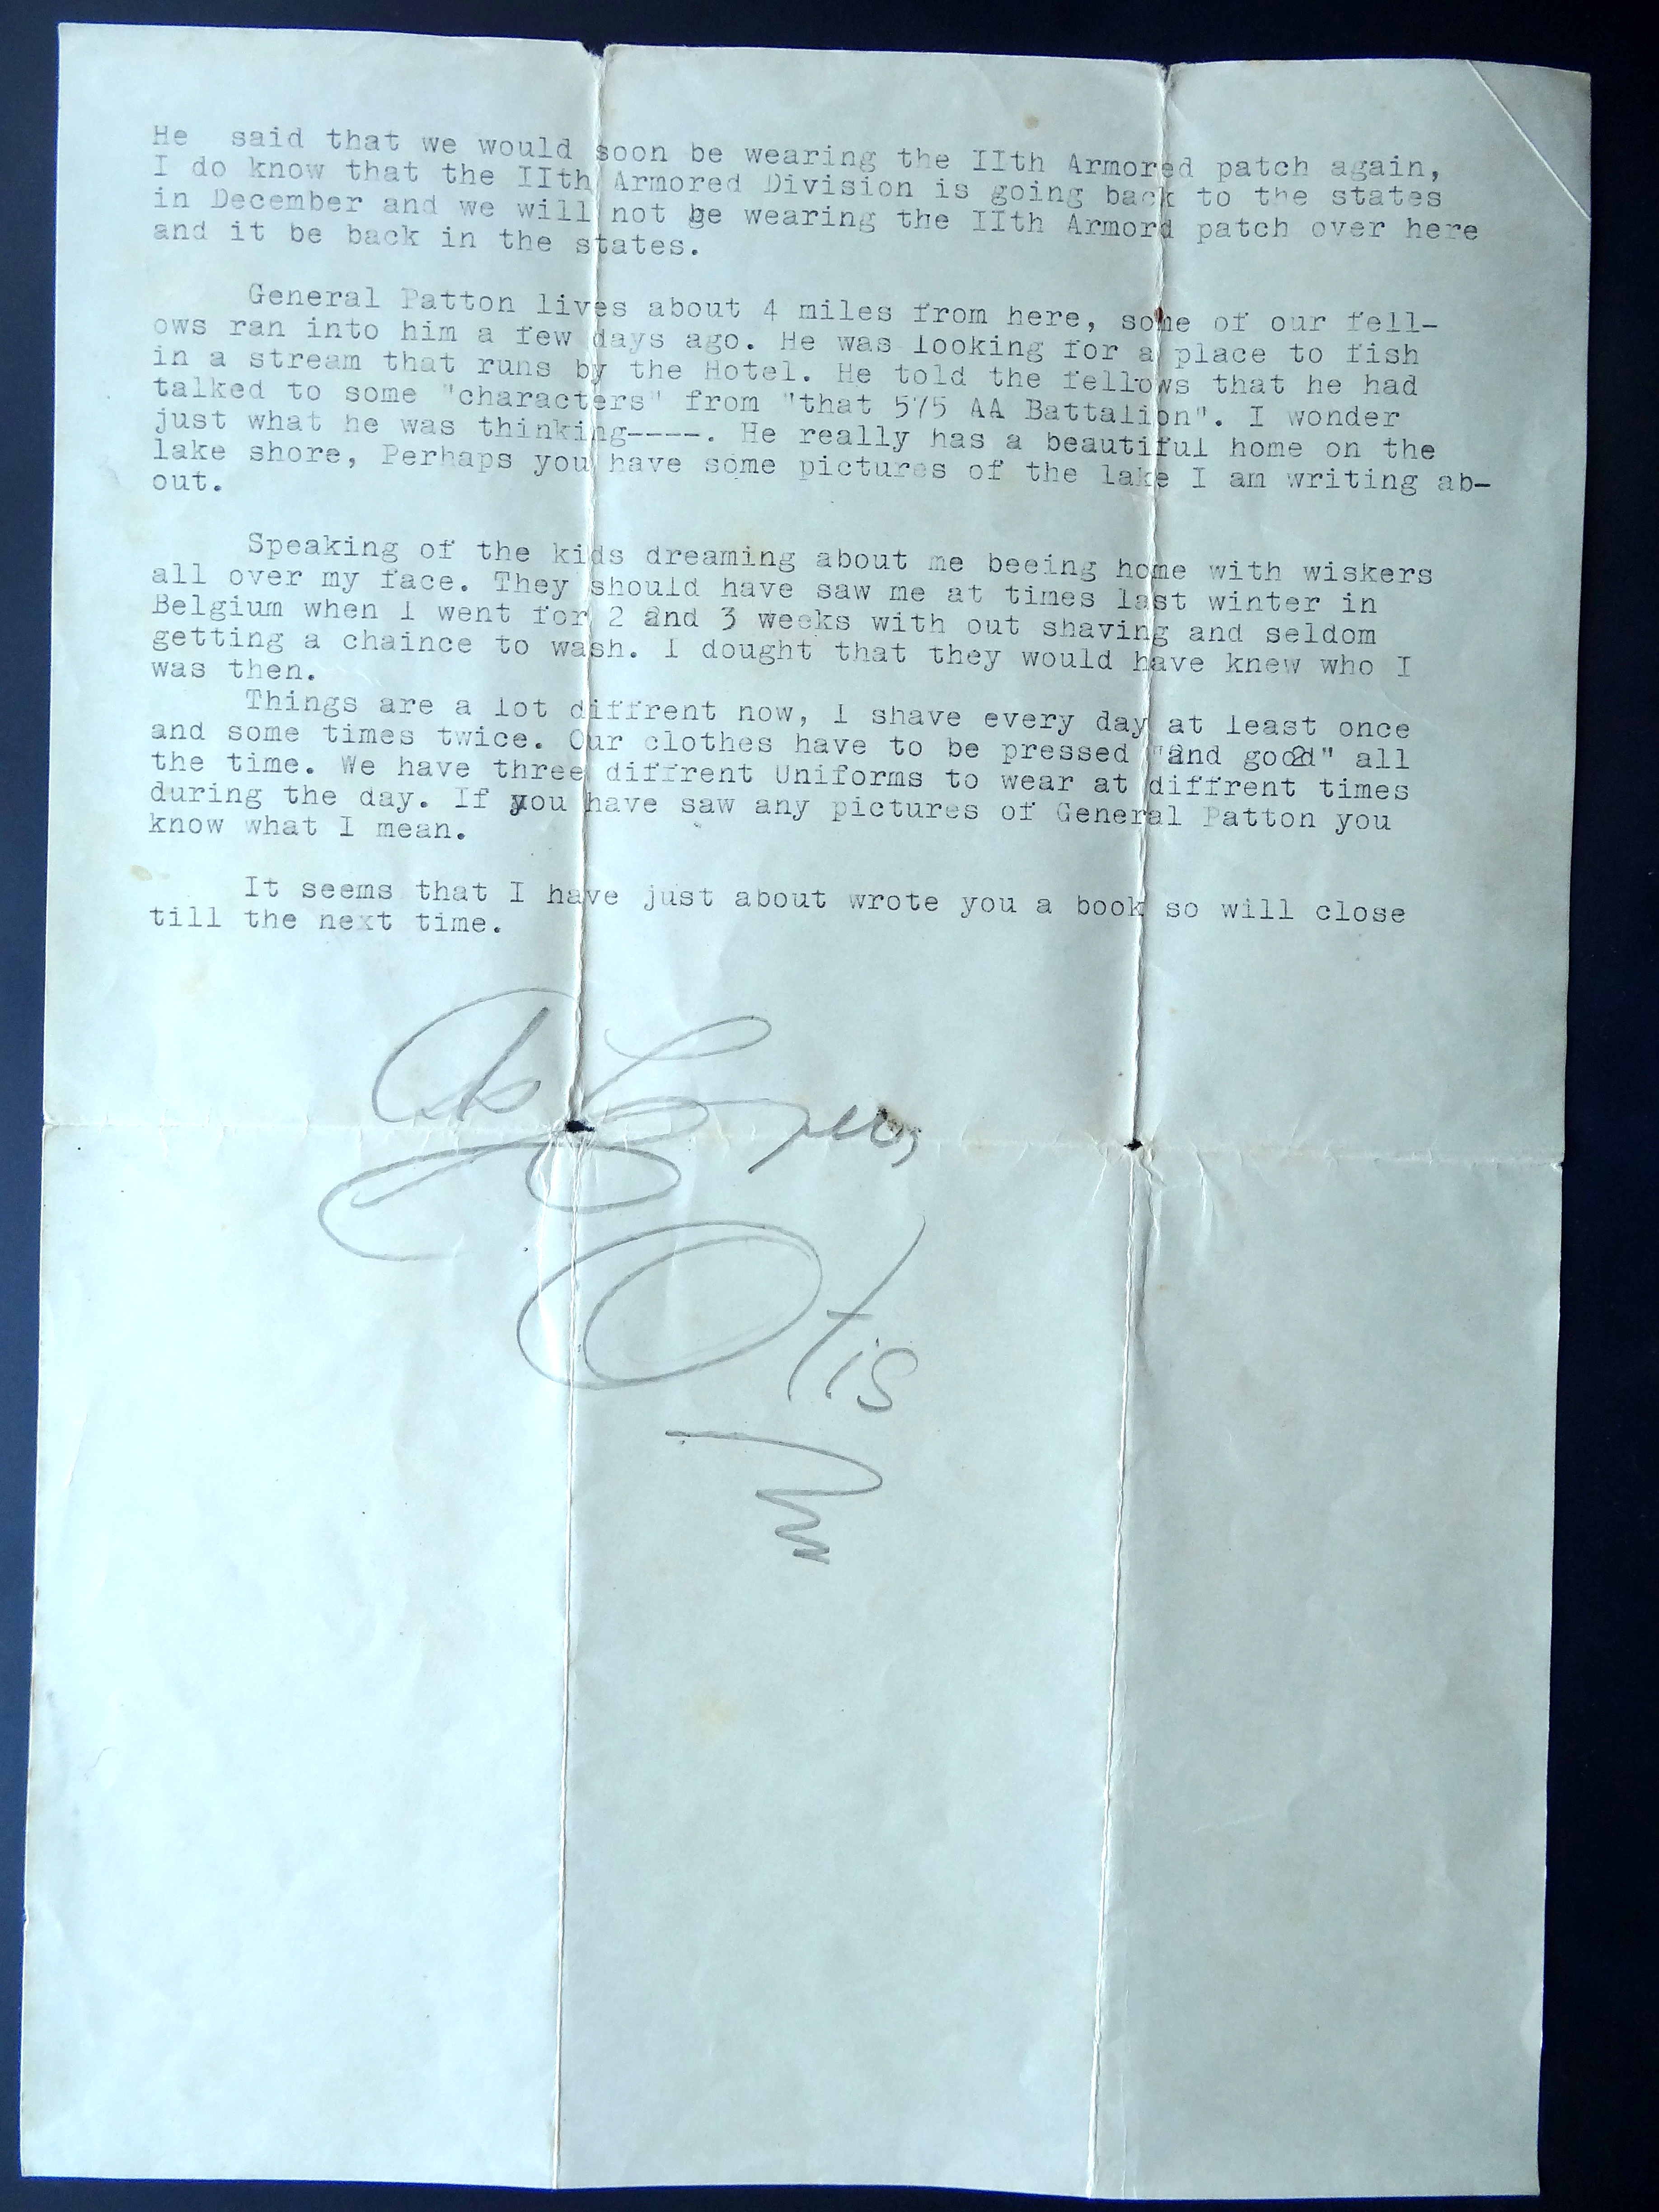 He  said that we would soon be wearing the IIth Armored patch again,
I do know that the IIth Armored Division is going back to the states
in December and we will not be wearing the IIth Armord patch over here
and it be back in the states.
General Patton lives about 4 miles from here, some of our fell-
ows ran into him a few days ago. He was looking for a place to fish
in a stream that runs by the Hotel. He told the fellows that he had
talked to some "characters" from "that 575 AA Battalion". I wonder
just what he was thinking----. He really has a beautiful home on the
lake shore, Perhaps you have some pictures of the lake I am writing ab-
out.
Speaking of the kids dreaming about me beeing home with wiskers
all over my face. They should have saw me at times last winter in
Belgium when I went for 2 and 3 weeks with out shaving and seldom
getting a chaince to wash. I dought that they would have knew who I
was then.
Things are a lot diffrent now, I shave every day at least once
and some times twice. Our clothes have to be pressed "and good" all
the time. We have three diffrent Uniforms to wear at diffrent times
during the day. If you have saw any pictures of General Patton you
know what I mean.
It seems that I have just about wrote you a book so will close
till the next time.
As Ever,
Otis